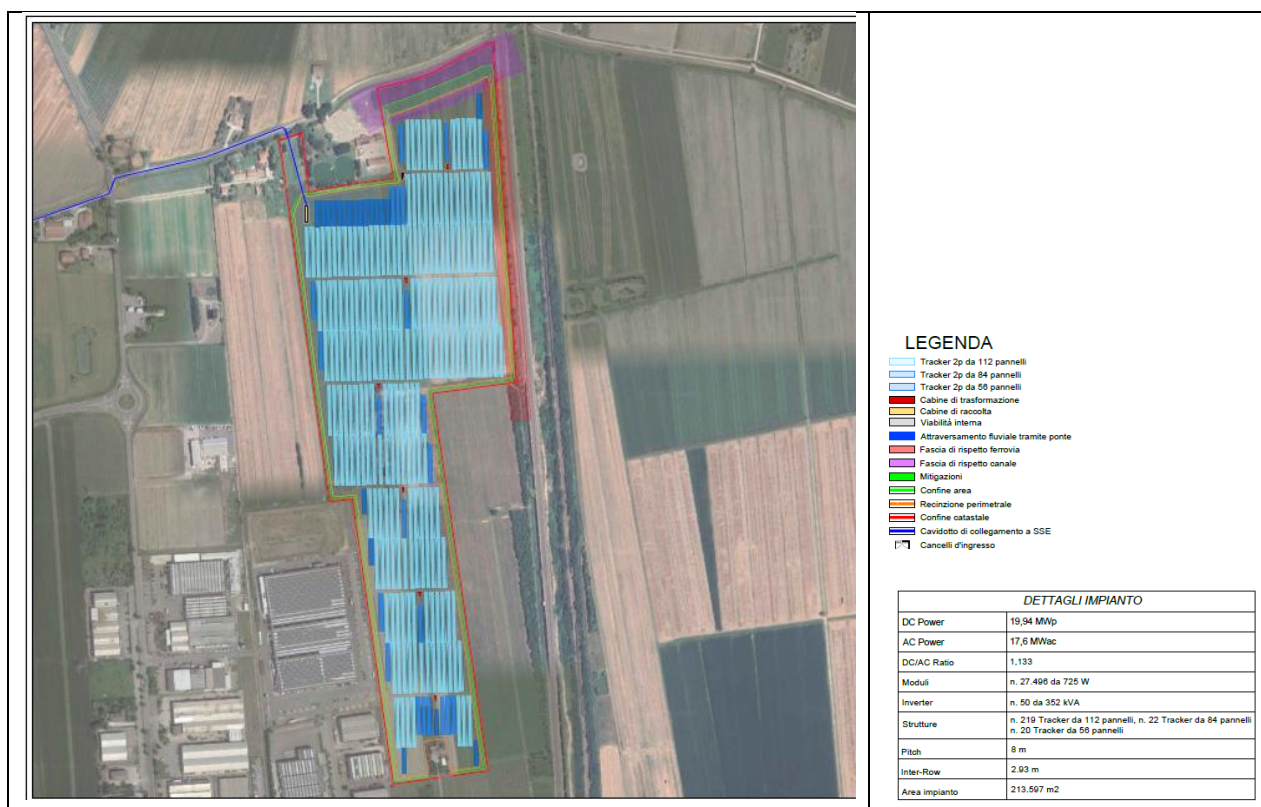 LEGENDA
Tracker 2p da 112 pannelli
Tracker 2p da 84 pannelli
Tracker 2p da 56 pannelli
Cabine di trasformazione
Cabine di raccolta
Viabilità interna
Attraversamento fluviale tramite ponte
Fascia di rispetto ferrovia
Fascia di rispetto canale
Mitigazioni
Confine area
Recinzione perimetrale
Confine catastale
Cavidotto di collegamento a SSE
Cancelli d'ingresso
DETTAGLI IMPIANTO
DC Power 19,94 MWp
AC Power 17,6 MWac
DC/AC Ratio 1,133
Moduli n. 27.496 da 725 W
Inverter n. 50 da 352 kVA
Strutture n. 219 Tracker da 112 pannelli, n. 22 Tracker da 84 pannelli
n. 20 Tracker da 56 pannelli
Pitch 8 m
Inter-Row 2.93 m
Area impianto 213.597 m2